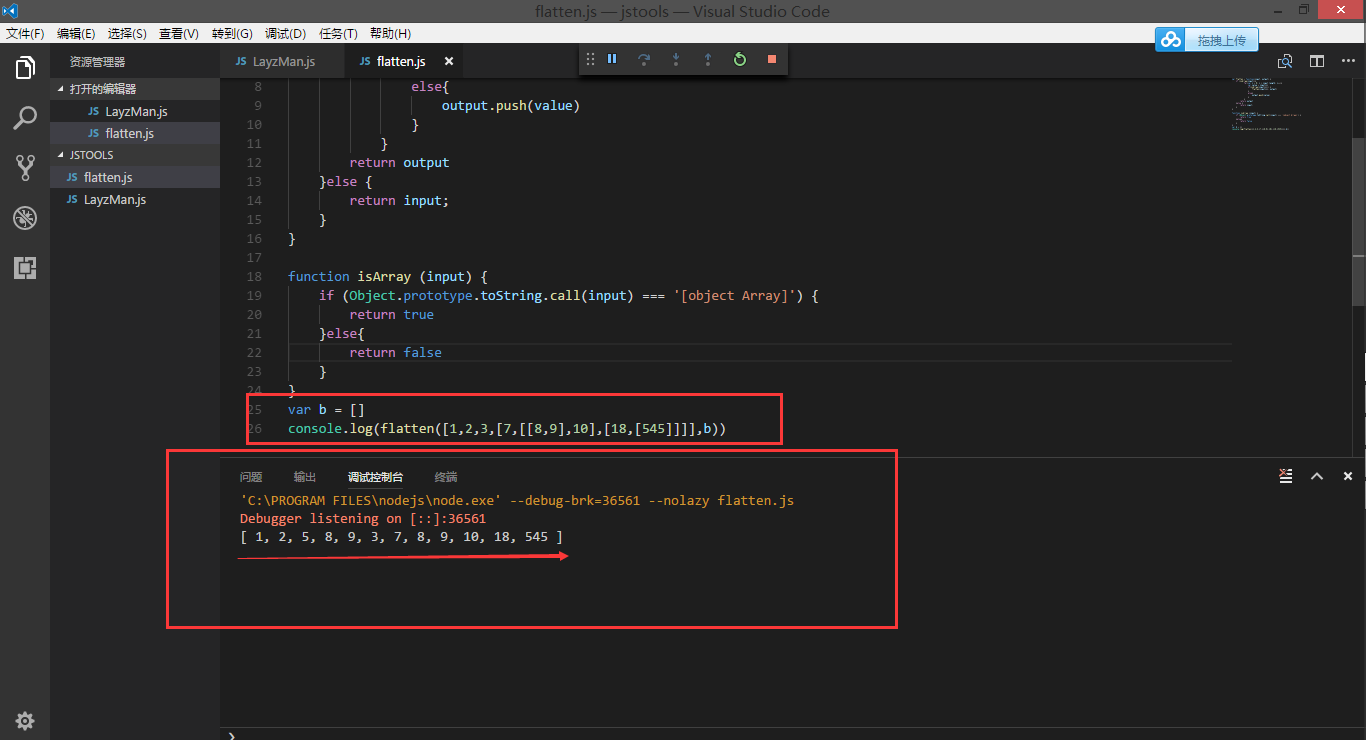 flatten.js — jstools — Visual Studio Code
文件(F) 编辑(E) 选择(S) 查看(V) 转到(G) 调试(D) 任务(T) 帮助(H)
拖拽上传
资源管理器
打开的编辑器
JS LayzMan.js
JS flatten.js
JSTOOLS
JS flatten.js
JS LayzMan.js
JS LayzMan.js JS flatten.js
8 else{
9 output.push(value)
10 }
11 }
12 return output
13 }else {
14 return input;
15 }
16 }
17
18 function isArray (input) {
19 if (Object.prototype.toString.call(input) === '[object Array]') {
20 return true
21 }else{
22 return false
23 }
24 }
25 var b = []
26 console.log(flatten([1,2,3,[7,[[8,9],10],[18,[545]]]],b))
问题 输出 调试控制台 终端
'C:\PROGRAM FILES\nodejs\node.exe' --debug-brk=36561 --nolazy flatten.js
Debugger listening on [::]:36561
[ 1, 2, 5, 8, 9, 3, 7, 8, 9, 10, 18, 545 ]